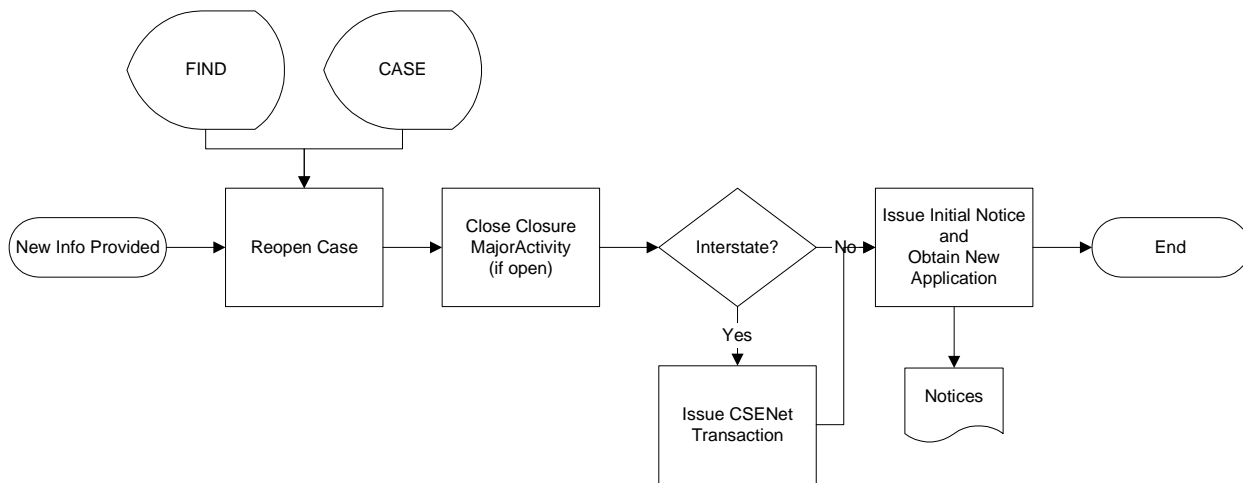 FIND
CASE
New Info Provided
Reopen Case
Close Closure
MajorActivity
(if open)
Interstate?
No
Yes
Issue CSENet
Transaction
Issue Initial Notice
and
Obtain New
Application
Notices
End